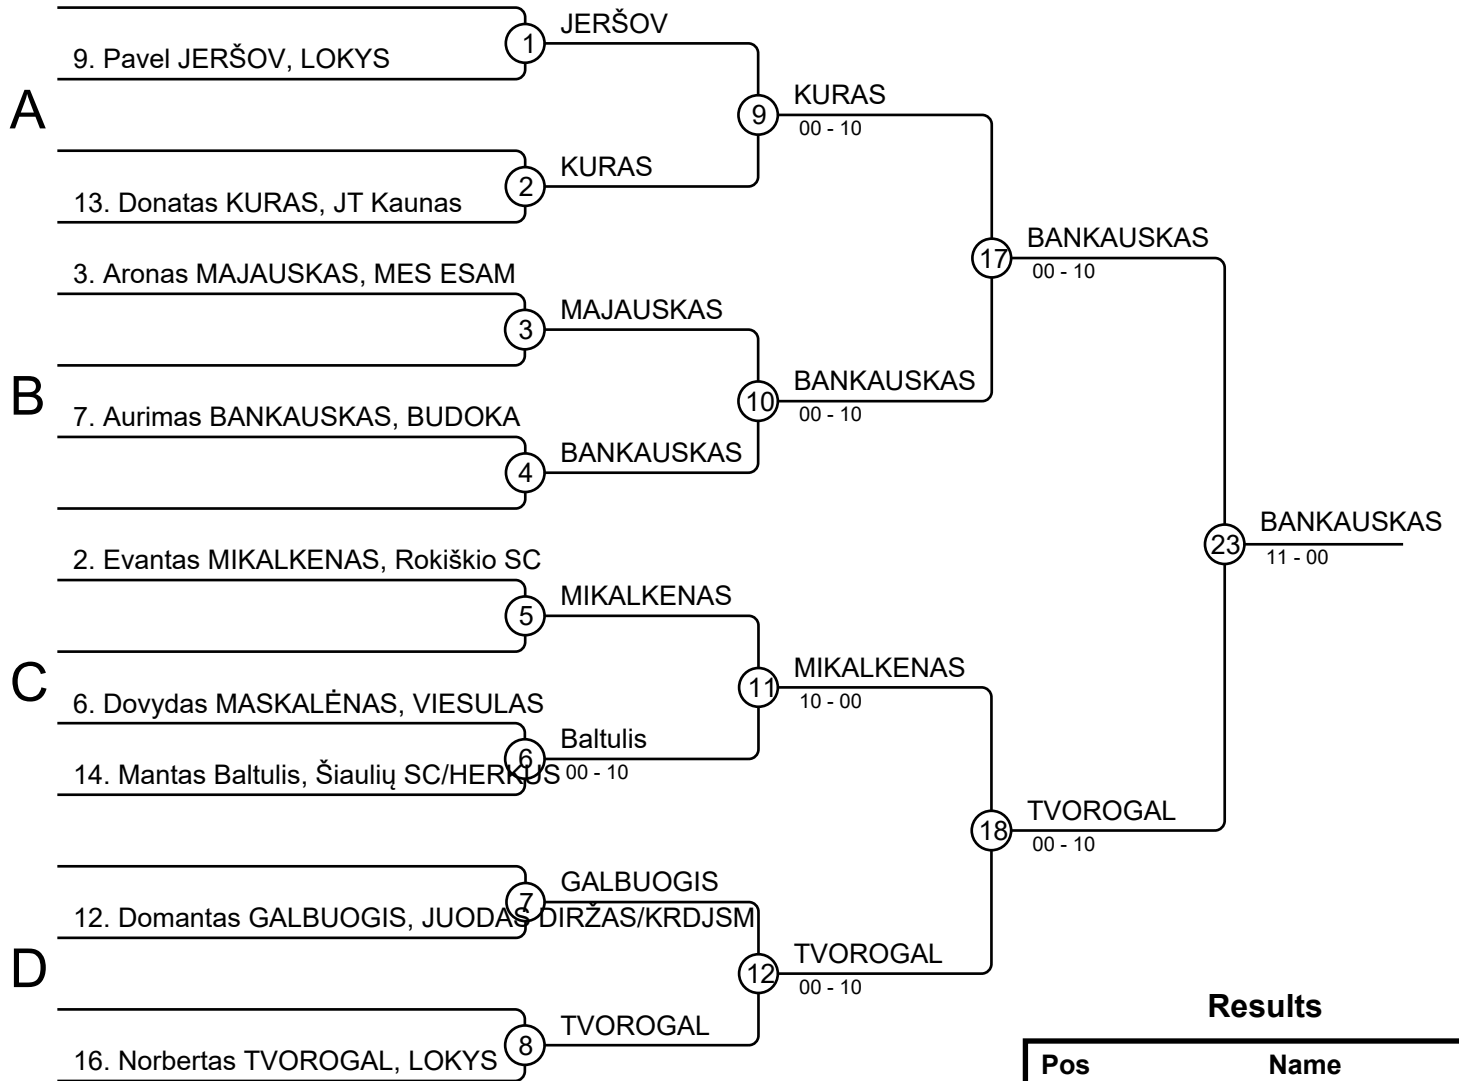 JERŠOV
1
9. Pavel JERŠOV, LOKYS
A
KURAS
9
00 - 10
KURAS
2
13. Donatas KURAS, JT Kaunas
BANKAUSKAS
17
00 - 10
3. Aronas MAJAUSKAS, MES ESAM
MAJAUSKAS
3
B
BANKAUSKAS
10
00 - 10
7. Aurimas BANKAUSKAS, BUDOKA
BANKAUSKAS
4
BANKAUSKAS
23
11 - 00
2. Evantas MIKALKENAS, Rokiškio SC
MIKALKENAS
5
C
MIKALKENAS
11
10 - 00
6. Dovydas MASKALĖNAS, VIESULAS
Baltulis
6
00 - 10
14. Mantas Baltulis, Šiaulių SC/HERKUS
TVOROGAL
18
00 - 10
GALBUOGIS
7
12. Domantas GALBUOGIS, JUODAS DIRŽAS/KRDJSM
D
TVOROGAL
12
00 - 10
TVOROGAL
8
16. Norbertas TVOROGAL, LOKYS
Results
Pos Name